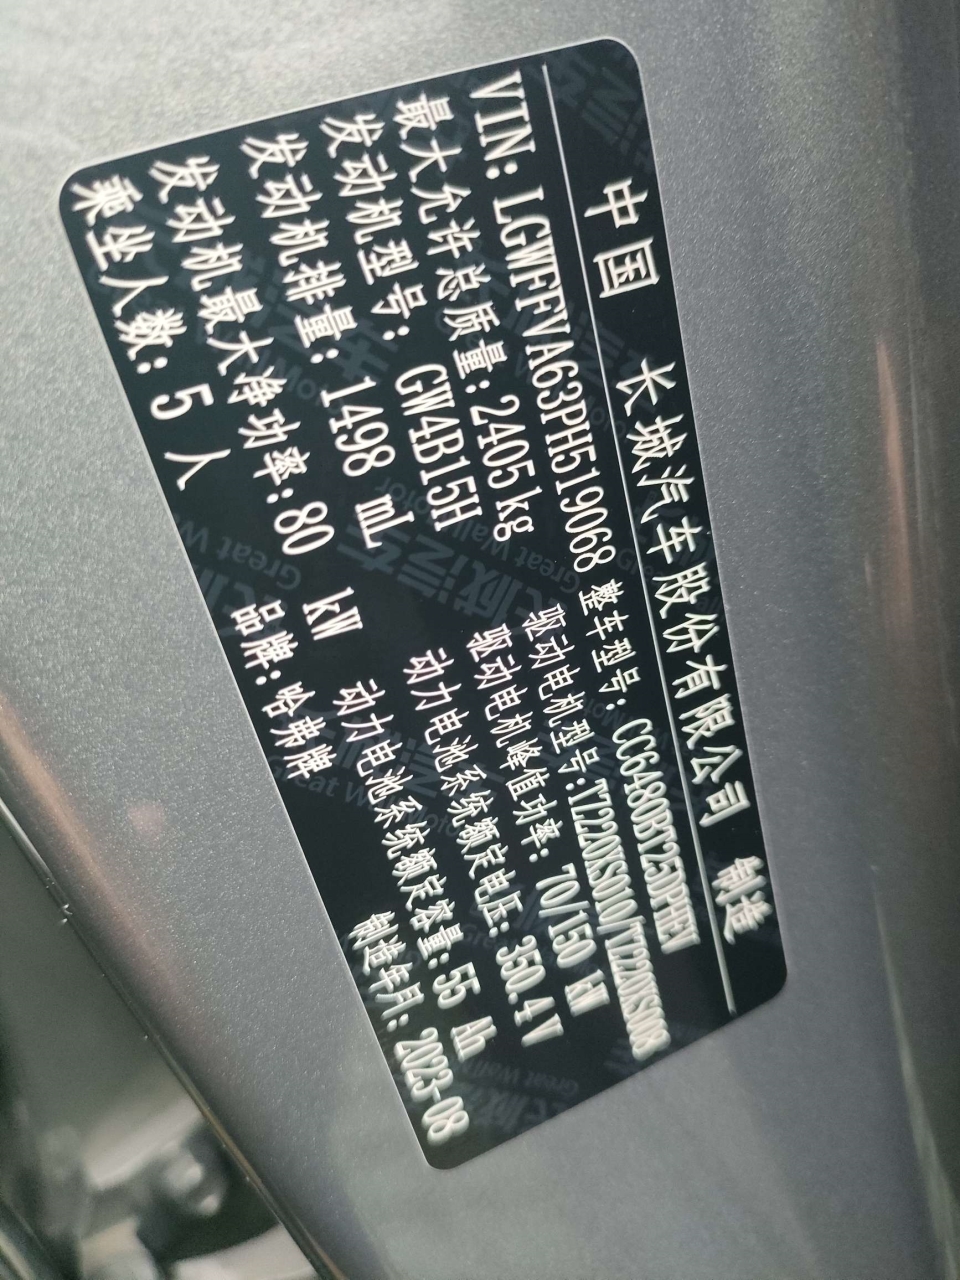 中国 长城汽车股份有限公司 制造
VIN: LGWFFVA63PH519068 整车型号: CC6480BY25DPHEV
最大允许总质量: 2405kg 驱动电机型号:TZ220XS010/TZ220XS008
发动机型号: GW4B15H 驱动电机峰值功率: 70/150 kW
发动机排量: 1498 mL 动力电池系统额定电压: 350.4V
发动机最大净功率:80 kW 动力电池系统额定容量:55 Ah
乘坐人数: 5 人 品牌: 哈弗牌 制造年月: 2023-08